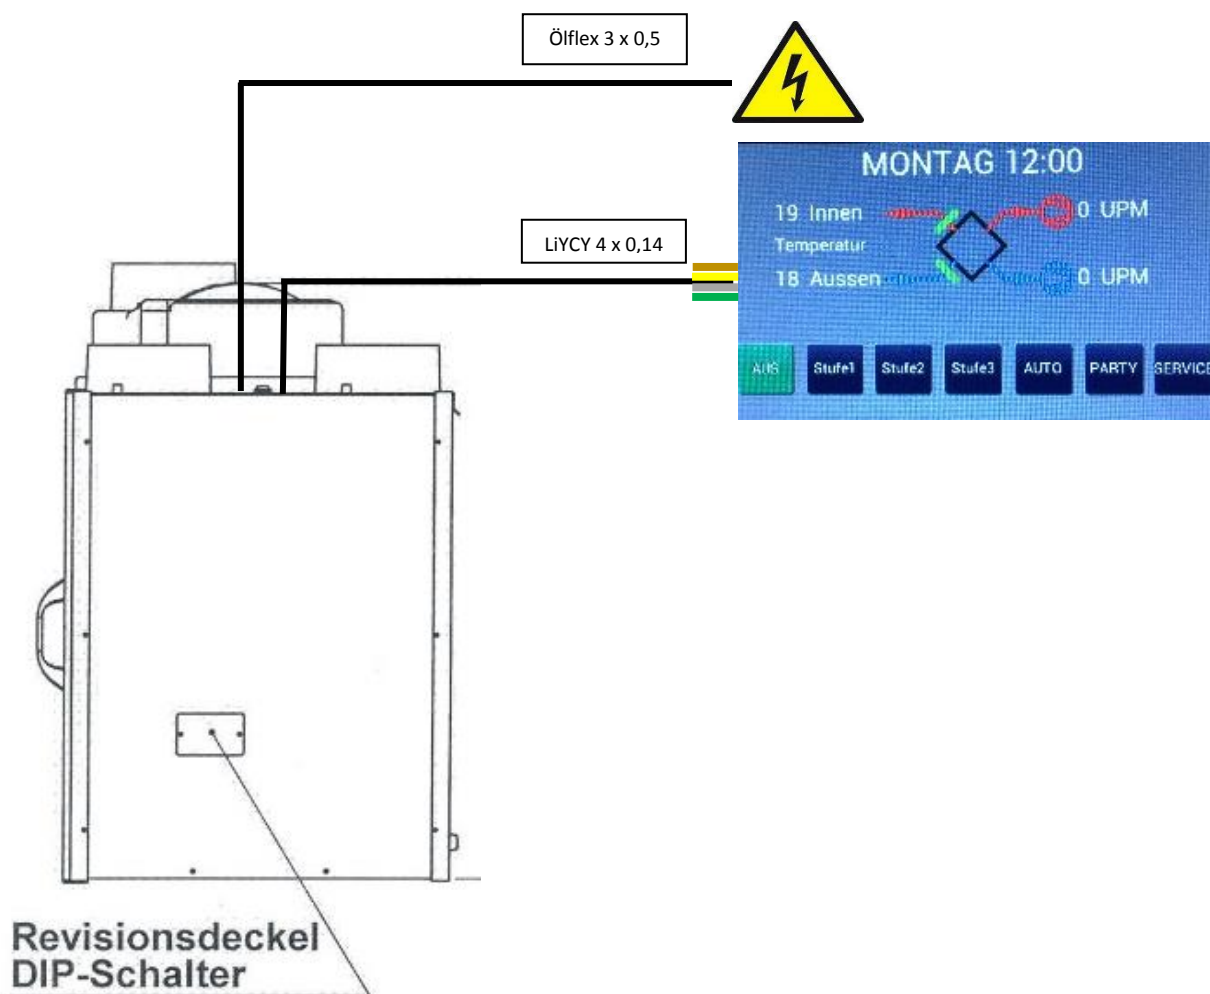 Ölflex 3 x 0,5
MONTAG 12:00
19 Innen
0 UPM
Temperatur
LiYCY 4 x 0,14
18 Aussen
0 UPM
AUS
Stufe1
Stufe2
Stufe3
AUTO
PARTY
SERVICE
Revisionsdeckel
DIP-Schalter